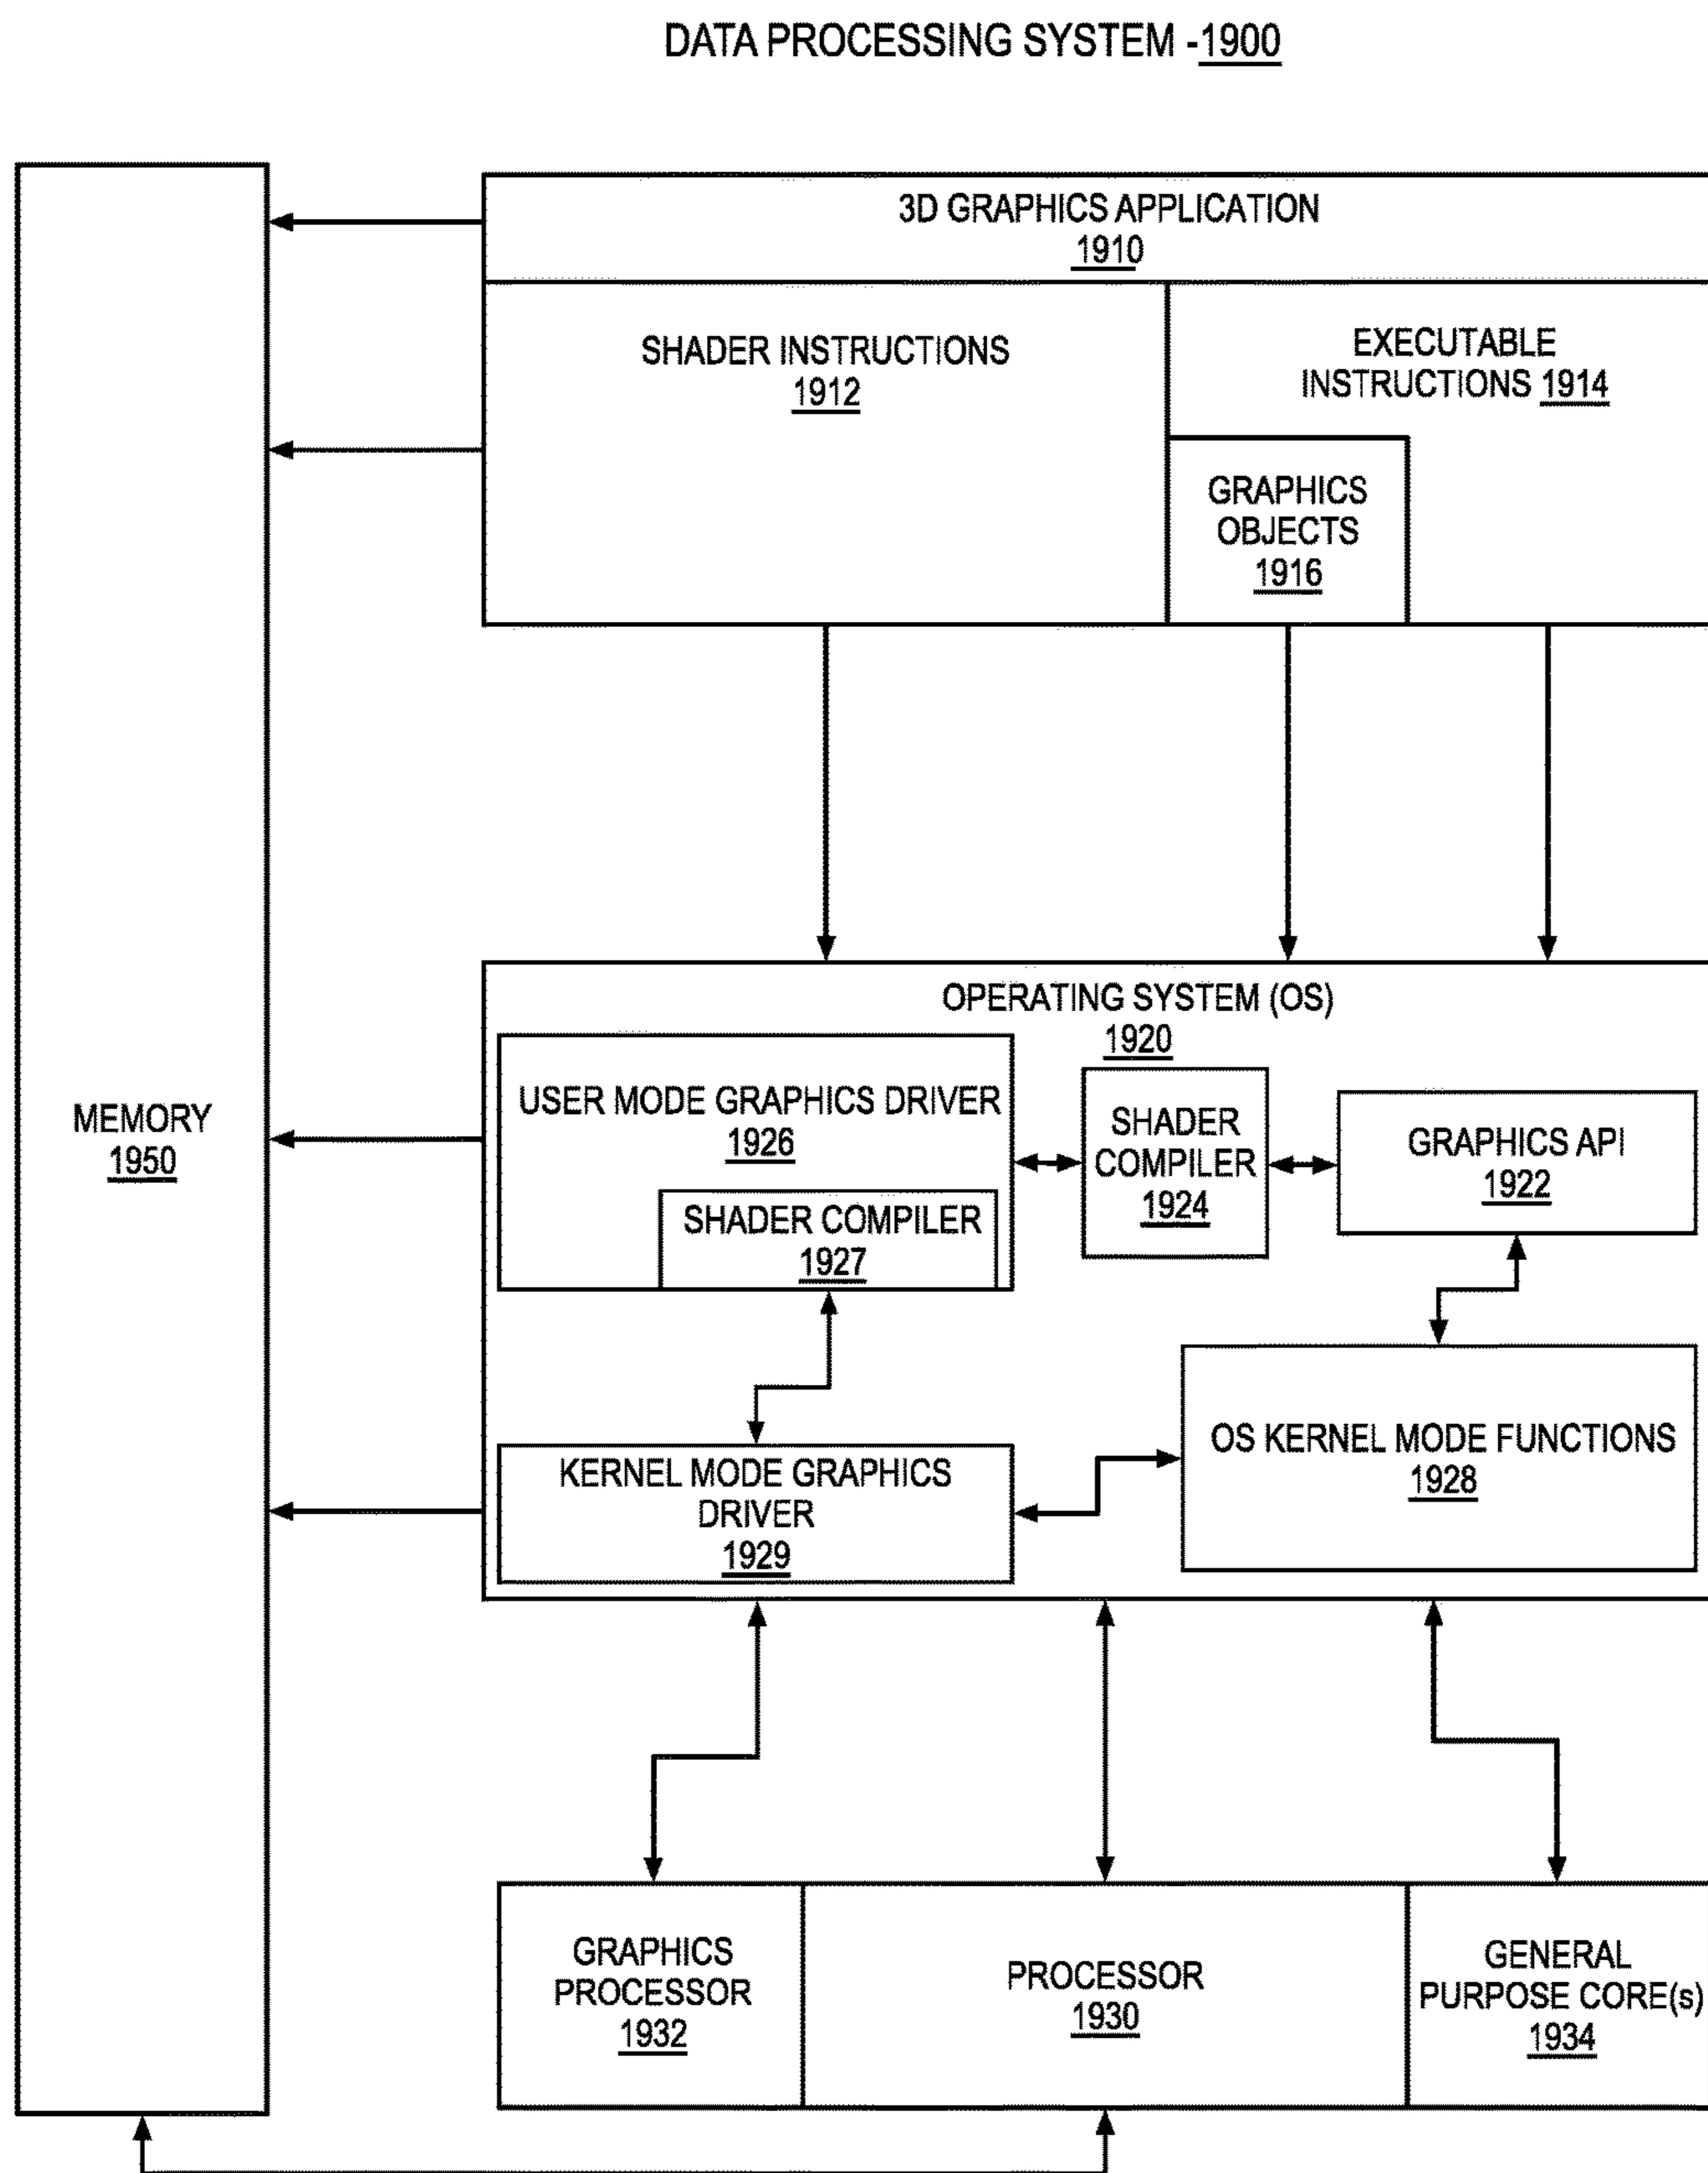 DATA PROCESSING SYSTEM -1900
3D GRAPHICS APPLICATION
1910
SHADER INSTRUCTIONS
1912
EXECUTABLE
INSTRUCTIONS 1914
GRAPHICS
OBJECTS
1916
MEMORY
1950
OPERATING SYSTEM (OS)
1920
USER MODE GRAPHICS DRIVER
1926
SHADER COMPILER
1927
SHADER
COMPILER
1924
GRAPHICS API
1922
KERNEL MODE GRAPHICS
DRIVER
1929
OS KERNEL MODE FUNCTIONS
1928
GRAPHICS
PROCESSOR
1932
PROCESSOR
1930
GENERAL
PURPOSE CORE(s)
1934